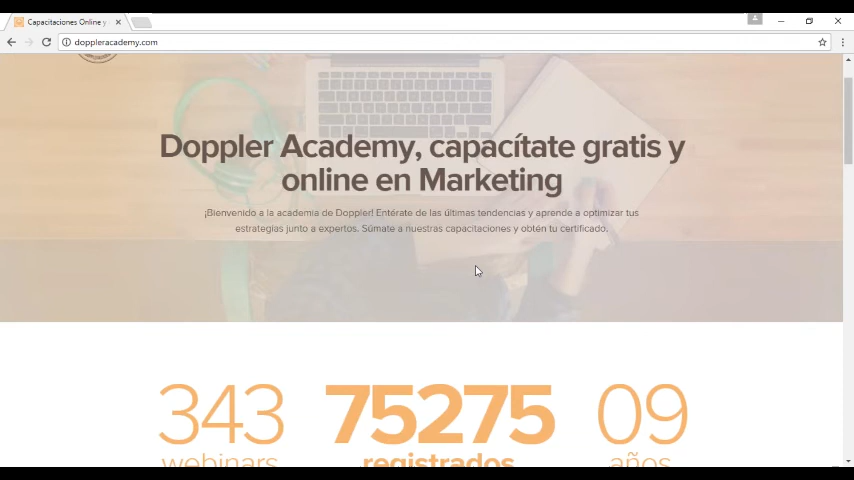 Capacitaciones Online y
doppleracademy.com
Doppler Academy, capacítate gratis y
online en Marketing
¡Bienvenido a la academia de Doppler! Entérate de las últimas tendencias y aprende a optimizar tus
estrategias junto a expertos. Súmate a nuestras capacitaciones y obtén tu certificado.
343 75275 09
webinars registrados años